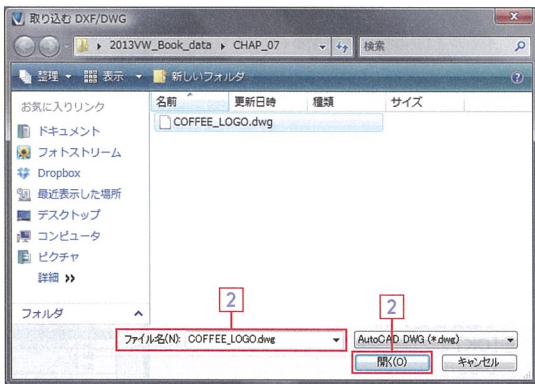 取り込む DXF/DWG
2013VW_Book_data ▸ CHAP_07
検索
整理 表示 新しいフォルダ
お気に入りリンク
ドキュメント
フォトストリーム
Dropbox
最近表示した場所
デスクトップ
コンピュータ
ピクチャ
詳細 >>
フォルダ
名前 更新日時 種類 サイズ
COFFEE_LOGO.dwg
2
2
ファイル名(N): COFFEE_LOGO.dwg
AutoCAD DWG (*.dwg)
開く(O) キャンセル